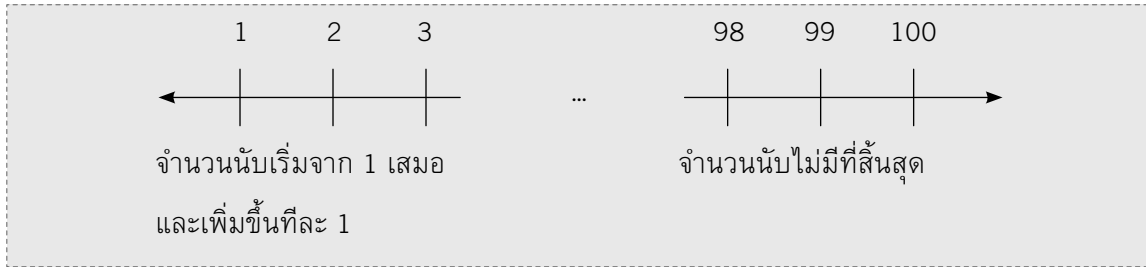 1 2 3 ... 98 99 100
จำนวนนับเริ่มจาก 1 เสมอ
และเพิ่มขึ้นทีละ 1
จำนวนนับไม่มีที่สิ้นสุด